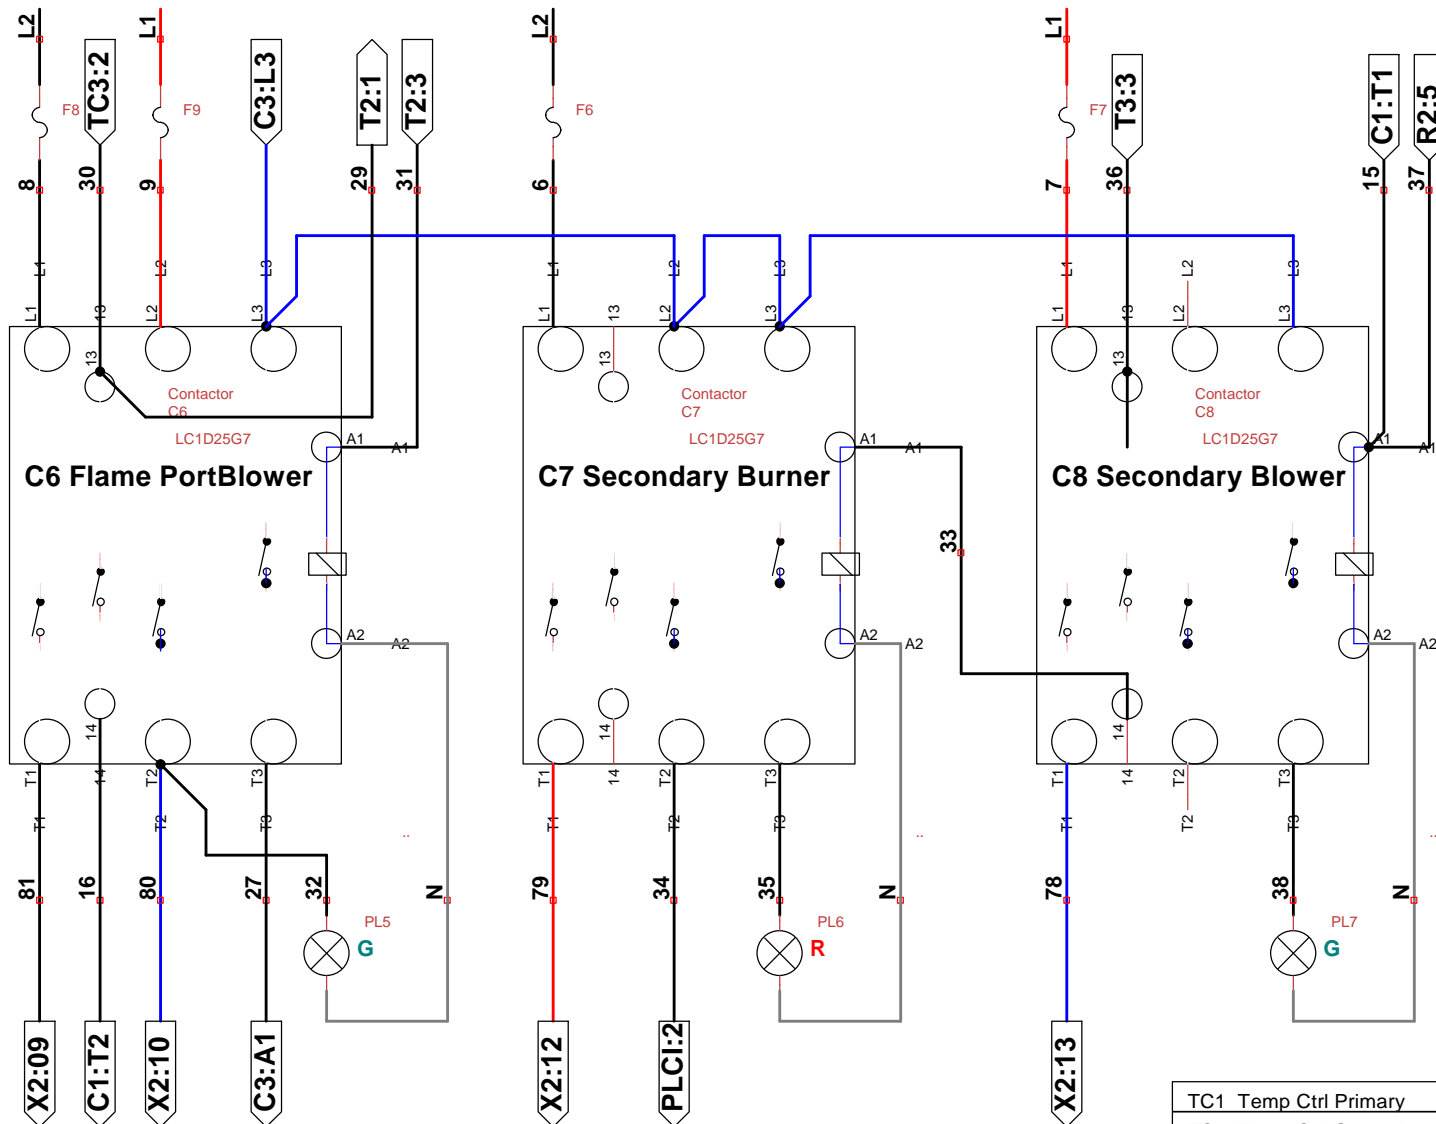 L2
L1
L2
L1
F8
TC3:2
F9
C3:L3
T2:1
T2:3
F6
F7
T3:3
C1:T1
R2:5
8
30
9
29
31
6
7
36
15
37
L1
L2
L3
L1
L2
L3
L1
13
L2
L3
L1
13
L2
L3
L1
13
L2
L3
L1
L2
L3
13
13
13
13
Contactor
C6
LC1D25G7
A1
A1
C6 Flame PortBlower
Contactor
C7
LC1D25G7
A1
A1
C7 Secondary Burner
Contactor
C8
LC1D25G7
A1
A1
C8 Secondary Blower
33
A2
A2
A2
A2
A2
A2
14
14
14
T1
14
T2
T3
T1
14
T2
T3
T1
14
T2
T3
T1
T2
T3
T1
T2
T3
T1
T2
T3
..
..
..
81
16
80
27
32
N
79
34
35
N
78
38
N
PL5
G
PL6
R
PL7
G
X2:09
C1:T2
X2:10
C3:A1
X2:12
PLCI:2
X2:13
TC1 Temp Ctrl Primary